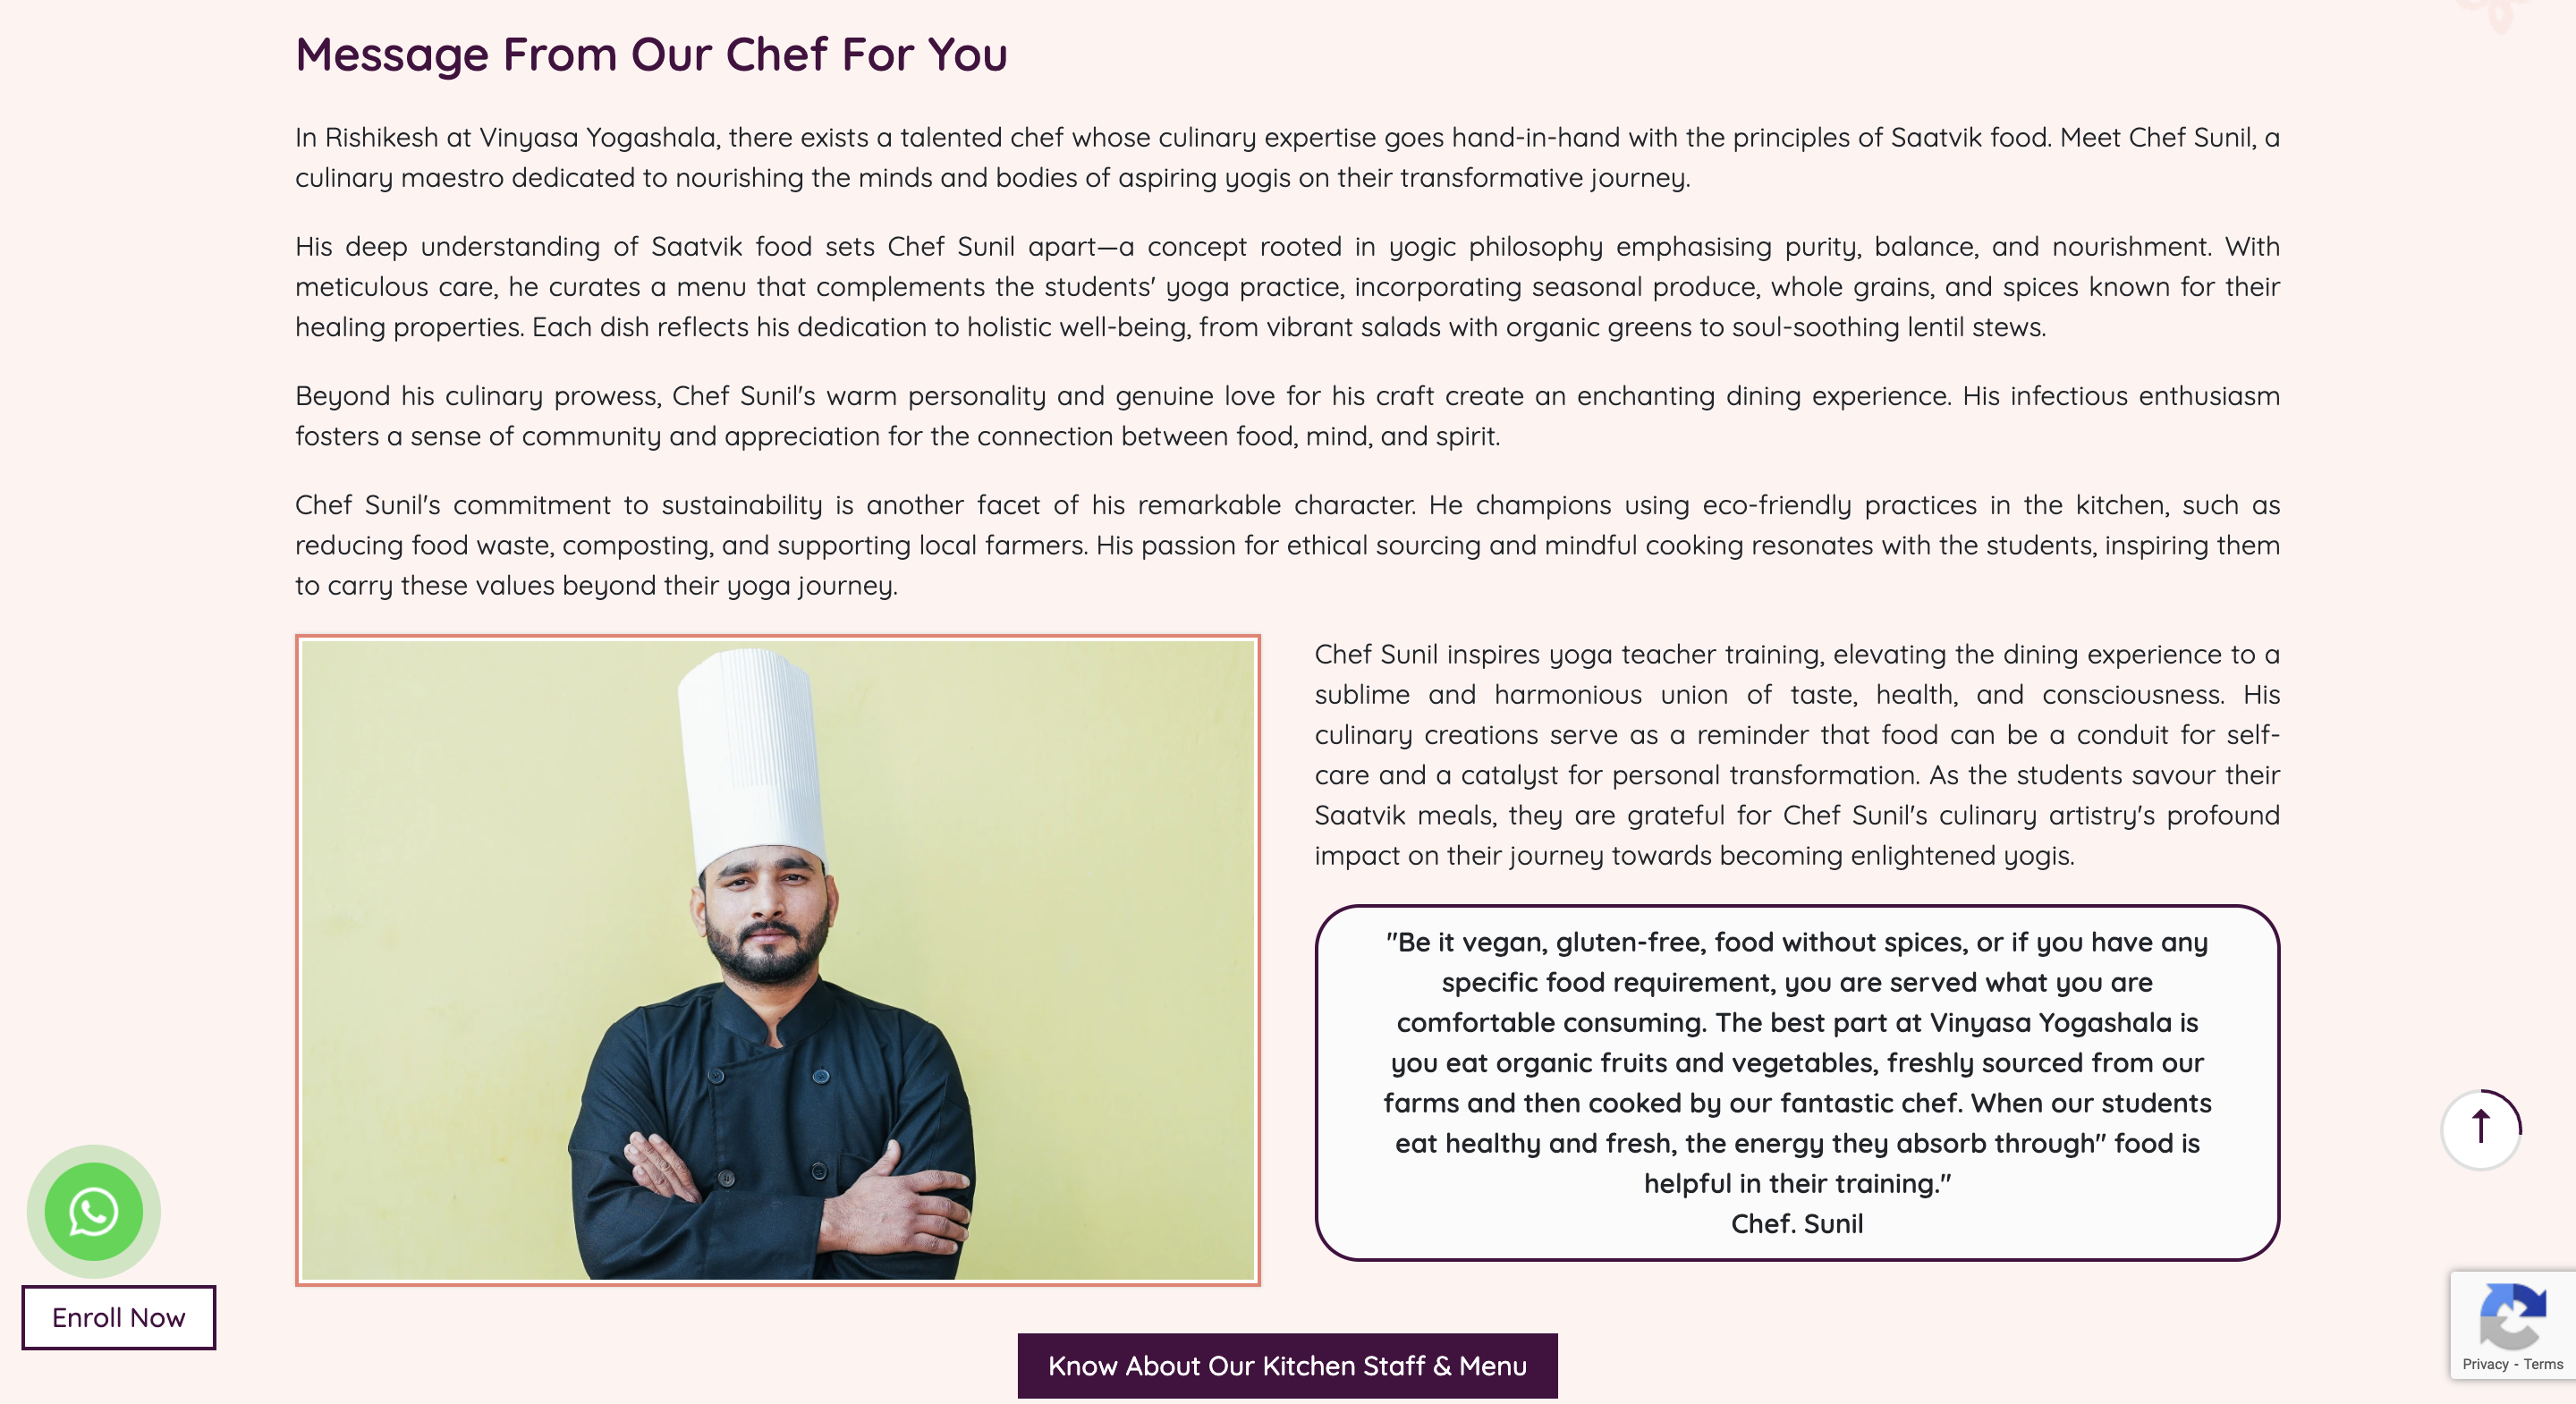 Message From Our Chef For You
In Rishikesh at Vinyasa Yogashala, there exists a talented chef whose culinary expertise goes hand-in-hand with the principles of Saatvik food. Meet Chef Sunil, a
culinary maestro dedicated to nourishing the minds and bodies of aspiring yogis on their transformative journey.
His deep understanding of Saatvik food sets Chef Sunil apart—a concept rooted in yogic philosophy emphasising purity, balance, and nourishment. With
meticulous care, he curates a menu that complements the students' yoga practice, incorporating seasonal produce, whole grains, and spices known for their
healing properties. Each dish reflects his dedication to holistic well-being, from vibrant salads with organic greens to soul-soothing lentil stews.
Beyond his culinary prowess, Chef Sunil's warm personality and genuine love for his craft create an enchanting dining experience. His infectious enthusiasm
fosters a sense of community and appreciation for the connection between food, mind, and spirit.
Chef Sunil's commitment to sustainability is another facet of his remarkable character. He champions using eco-friendly practices in the kitchen, such as
reducing food waste, composting, and supporting local farmers. His passion for ethical sourcing and mindful cooking resonates with the students, inspiring them
to carry these values beyond their yoga journey.
Chef Sunil inspires yoga teacher training, elevating the dining experience to a
sublime and harmonious union of taste, health, and consciousness. His
culinary creations serve as a reminder that food can be a conduit for self-
care and a catalyst for personal transformation. As the students savour their
Saatvik meals, they are grateful for Chef Sunil's culinary artistry's profound
impact on their journey towards becoming enlightened yogis.
"Be it vegan, gluten-free, food without spices, or if you have any
specific food requirement, you are served what you are
comfortable consuming. The best part at Vinyasa Yogashala is
you eat organic fruits and vegetables, freshly sourced from our
farms and then cooked by our fantastic chef. When our students
eat healthy and fresh, the energy they absorb through" food is
helpful in their training."
Chef. Sunil
Enroll Now
Know About Our Kitchen Staff & Menu
Privacy - Terms